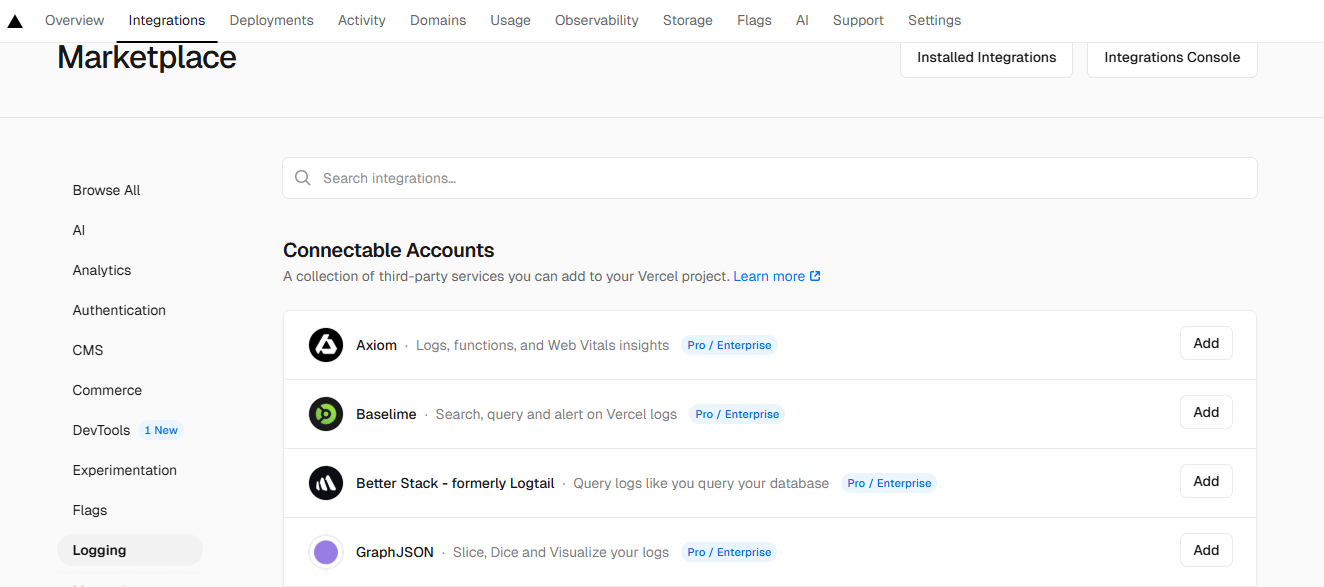 Overview Integrations Deployments Activity Domains Usage Observability Storage Flags AI Support Settings
Marketplace
Installed Integrations
Integrations Console
Browse All
AI
Analytics
Authentication
CMS
Commerce
DevTools 1 New
Experimentation
Flags
Logging
Search integrations...
Connectable Accounts
A collection of third-party services you can add to your Vercel project. Learn more
Axiom · Logs, functions, and Web Vitals insights Pro / Enterprise Add
Baselime · Search, query and alert on Vercel logs Pro / Enterprise Add
Better Stack - formerly Logtail · Query logs like you query your database Pro / Enterprise Add
GraphJSON · Slice, Dice and Visualize your logs Pro / Enterprise Add